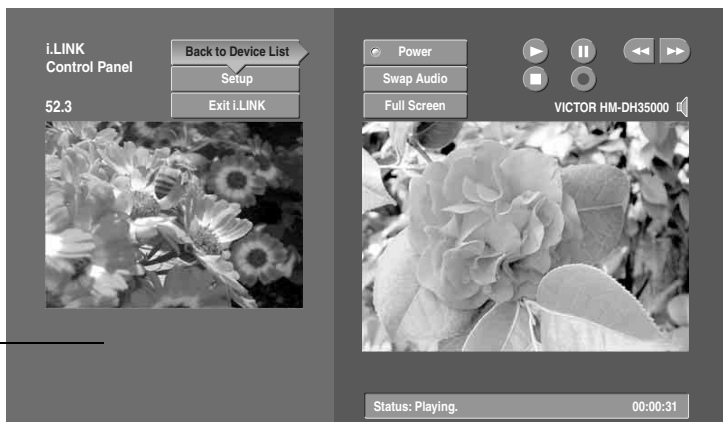 i.LINK
Control Panel
52.3
Back to Device List
Setup
Exit i.LINK
Power
Swap Audio
Full Screen
VICTOR HM-DH35000
Status: Playing.
00:00:31